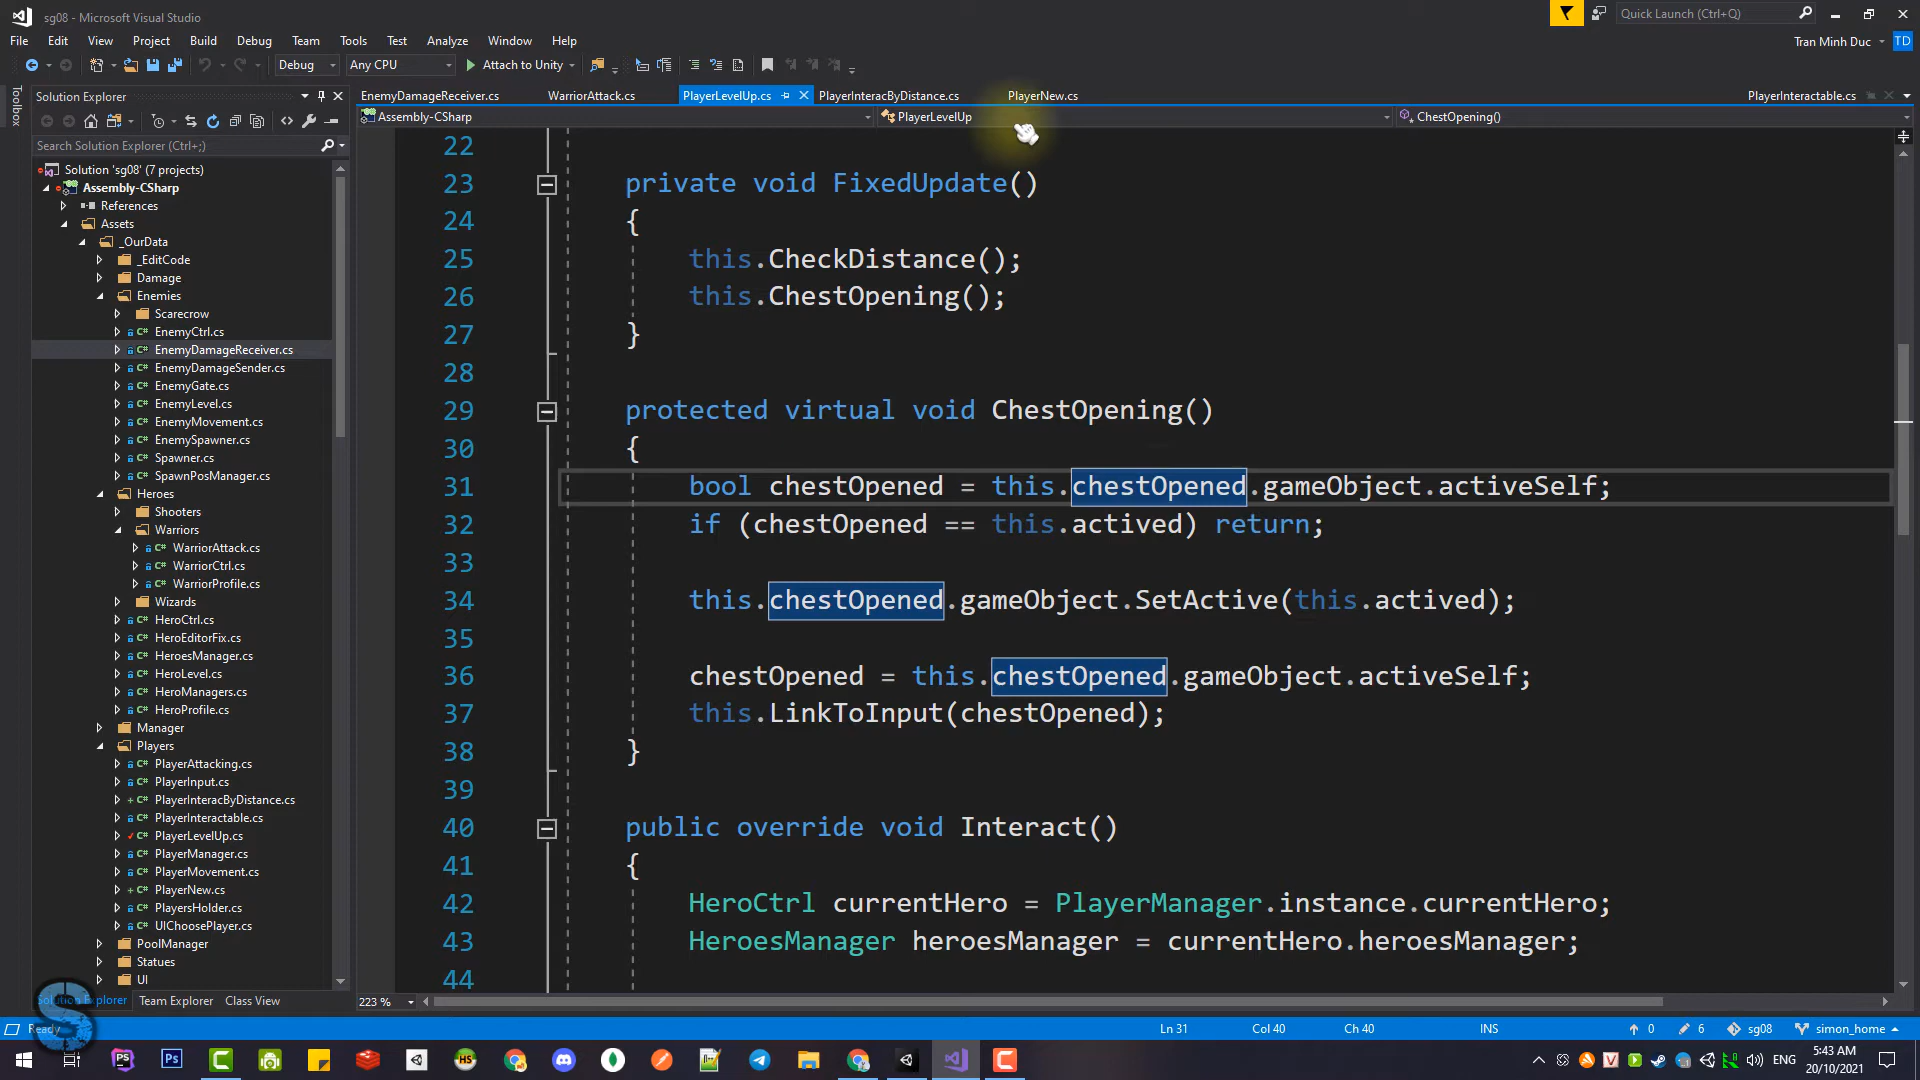 sg08 - Microsoft Visual Studio
Quick Launch (Ctrl+Q)
File Edit View Project Build Debug Team Tools Test Analyze Window Help
Tran Minh Duc
TD
Debug
Any CPU
Attach to Unity
Toolbox
Solution Explorer
EnemyDamageReceiver.cs
WarriorAttack.cs
PlayerLevelUp.cs
PlayerInteracByDistance.cs
PlayerNew.cs
PlayerInteractable.cs
Assembly-CSharp
PlayerLevelUp
ChestOpening()
Search Solution Explorer (Ctrl+;)
Solution 'sg08' (7 projects)
Assembly-CSharp
References
Assets
_OurData
_EditCode
Damage
Enemies
Scarecrow
EnemyCtrl.cs
EnemyDamageReceiver.cs
EnemyDamageSender.cs
EnemyGate.cs
EnemyLevel.cs
EnemyMovement.cs
EnemySpawner.cs
Spawner.cs
SpawnPosManager.cs
Heroes
Shooters
Warriors
WarriorAttack.cs
WarriorCtrl.cs
WarriorProfile.cs
Wizards
HeroCtrl.cs
HeroEditorFix.cs
HeroesManager.cs
HeroLevel.cs
HeroManagers.cs
HeroProfile.cs
Manager
Players
PlayerAttacking.cs
PlayerInput.cs
PlayerInteracByDistance.cs
PlayerInteractable.cs
PlayerLevelUp.cs
PlayerManager.cs
PlayerMovement.cs
PlayerNew.cs
PlayersHolder.cs
UIChoosePlayer.cs
PoolManager
Statues
UI
Solution Explorer
Team Explorer
Class View
22
23 private void FixedUpdate()
24 {
25 this.CheckDistance();
26 this.ChestOpening();
27 }
28
29 protected virtual void ChestOpening()
30 {
31 bool chestOpened = this.chestOpened.gameObject.activeSelf;
32 if (chestOpened == this.actived) return;
33
34 this.chestOpened.gameObject.SetActive(this.actived);
35
36 chestOpened = this.chestOpened.gameObject.activeSelf;
37 this.LinkToInput(chestOpened);
38 }
39
40 public override void Interact()
41 {
42 HeroCtrl currentHero = PlayerManager.instance.currentHero;
43 HeroesManager heroesManager = currentHero.heroesManager;
44
223 %
Ready
Ln 31
Col 40
Ch 40
INS
0
6
sg08
simon_home
ENG
5:43 AM
20/10/2021